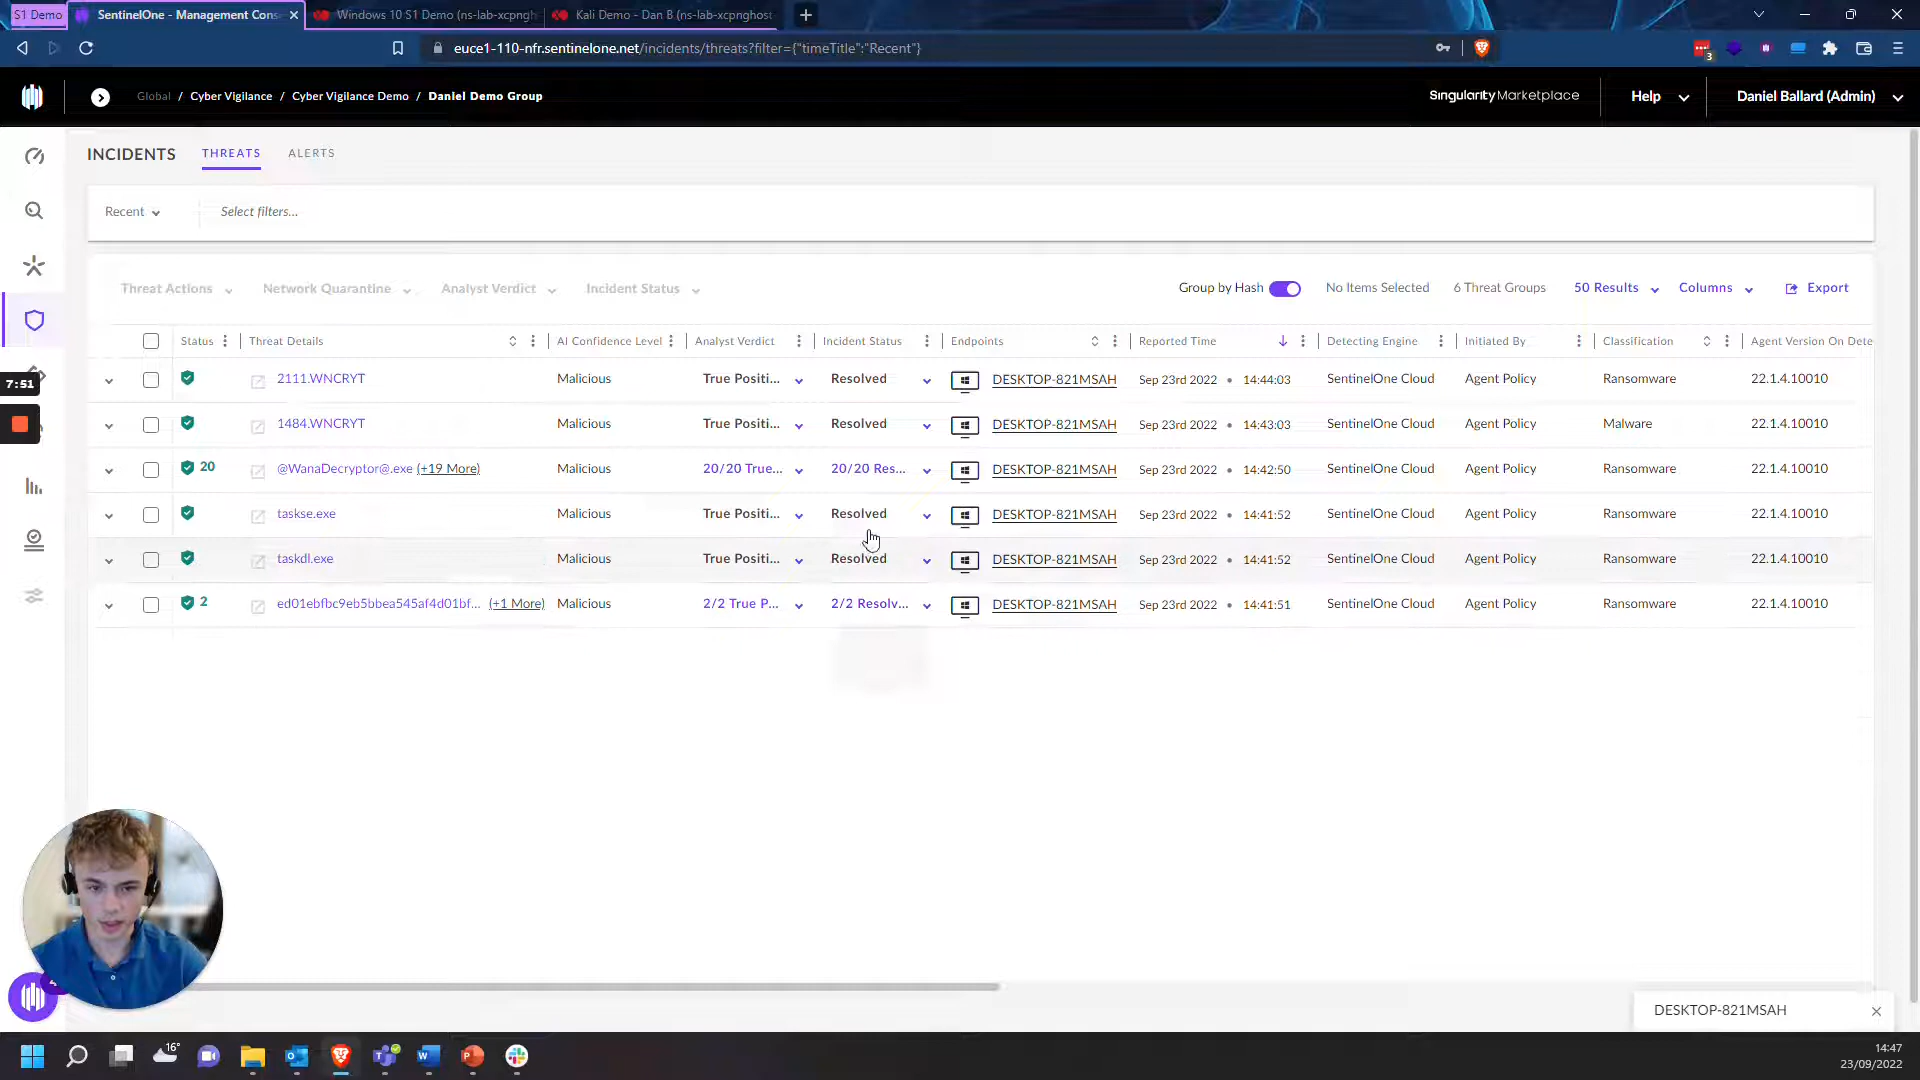 S1 Demo
SentinelOne - Management Cons
Windows 10 S1 Demo (ns-lab-xcpngh
Kali Demo - Dan B (ns-lab-xcpnghost
euce1-110-nfr.sentinelone.net/incidents/threats?filter={"timeTitle":"Recent"}
3
Global / Cyber Vigilance / Cyber Vigilance Demo / Daniel Demo Group
Singularity Marketplace
Help
Daniel Ballard (Admin)
INCIDENTS
THREATS
ALERTS
Recent
Select filters...
Threat Actions
Network Quarantine
Analyst Verdict
Incident Status
Group by Hash
No Items Selected
6 Threat Groups
50 Results
Columns
Export
Status Threat Details AI Confidence Level Analyst Verdict Incident Status Endpoints Reported Time Detecting Engine Initiated By Classification Agent Version On Dete
2111.WNCRYT Malicious True Positi... Resolved DESKTOP-821MSAH Sep 23rd 2022 • 14:44:03 SentinelOne Cloud Agent Policy Ransomware 22.1.4.10010
1484.WNCRYT Malicious True Positi... Resolved DESKTOP-821MSAH Sep 23rd 2022 • 14:43:03 SentinelOne Cloud Agent Policy Malware 22.1.4.10010
20 @WanaDecryptor@.exe (+19 More) Malicious 20/20 True... 20/20 Res... DESKTOP-821MSAH Sep 23rd 2022 • 14:42:50 SentinelOne Cloud Agent Policy Ransomware 22.1.4.10010
taskse.exe Malicious True Positi... Resolved DESKTOP-821MSAH Sep 23rd 2022 • 14:41:52 SentinelOne Cloud Agent Policy Ransomware 22.1.4.10010
taskdl.exe Malicious True Positi... Resolved DESKTOP-821MSAH Sep 23rd 2022 • 14:41:52 SentinelOne Cloud Agent Policy Ransomware 22.1.4.10010
2 ed01ebfbc9eb5bbea545af4d01bf... (+1 More) Malicious 2/2 True P... 2/2 Resolv... DESKTOP-821MSAH Sep 23rd 2022 • 14:41:51 SentinelOne Cloud Agent Policy Ransomware 22.1.4.10010
7:51
DESKTOP-821MSAH
16°
14:47
23/09/2022